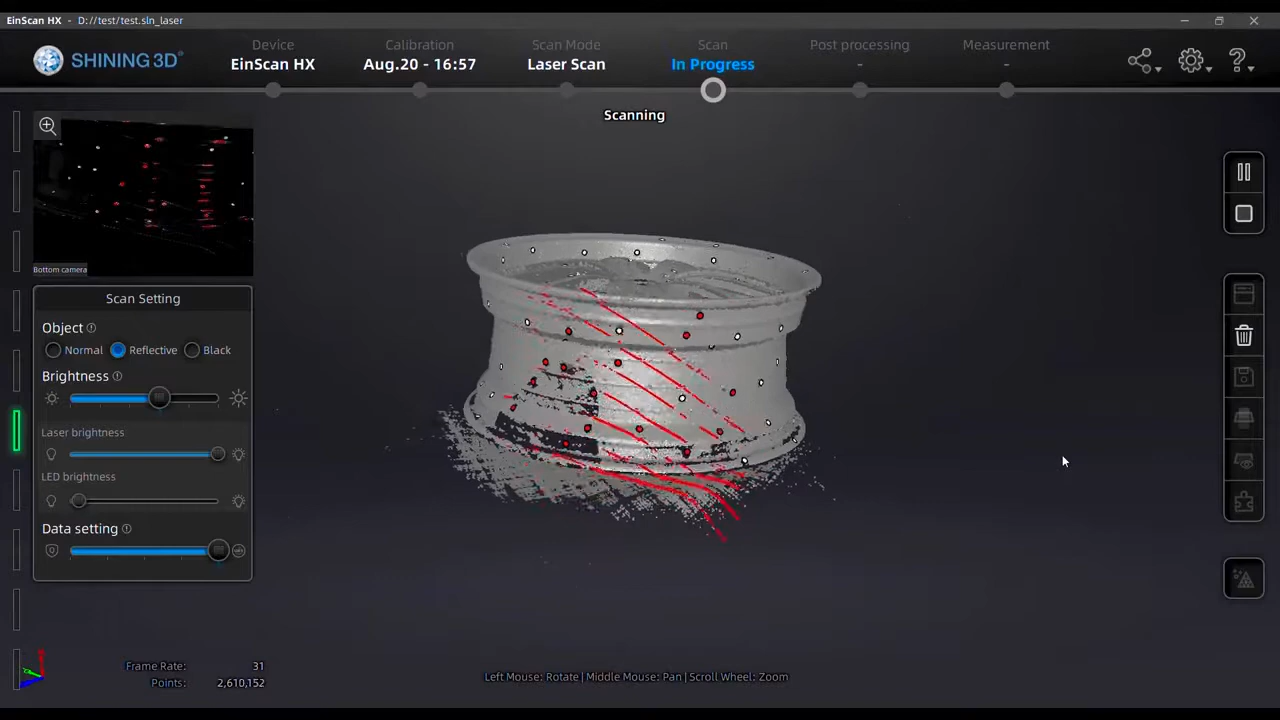 EinScan HX - D://test/test.sln_laser
SHINING 3D®
Device
EinScan HX
Calibration
Aug.20 - 16:57
Scan Mode
Laser Scan
Scan
In Progress
Post processing
-
Measurement
-
Scanning
Bottom camera
Scan Setting
Object
Normal Reflective Black
Brightness
Laser brightness
LED brightness
Data setting
Frame Rate: 31
Points: 2,610,152
Left Mouse: Rotate | Middle Mouse: Pan | Scroll Wheel: Zoom